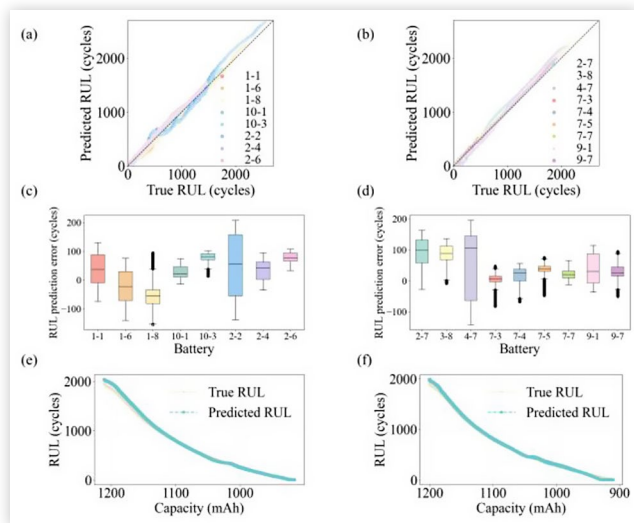 (a)
Predicted RUL (cycles)
2000
1000
0
0 1000 2000
True RUL (cycles)
1-1
1-6
1-8
10-1
10-3
2-2
2-4
2-6
(b)
Predicted RUL (cycles)
2000
1000
0
0 1000 2000
True RUL (cycles)
2-7
3-8
4-7
7-3
7-4
7-5
7-7
9-1
9-7
(c)
RUL prediction error (cycles)
200
100
0
−100
1-1 1-6 1-8 10-1 10-3 2-2 2-4 2-6
Battery
(d)
RUL prediction error (cycles)
200
100
0
−100
2-7 3-8 4-7 7-3 7-4 7-5 7-7 9-1 9-7
Battery
(e)
RUL (cycles)
2000
1000
0
True RUL
Predicted RUL
1200 1100 1000
Capacity (mAh)
(f)
RUL (cycles)
2000
1000
0
True RUL
Predicted RUL
1200 1100 1000 900
Capacity (mAh)